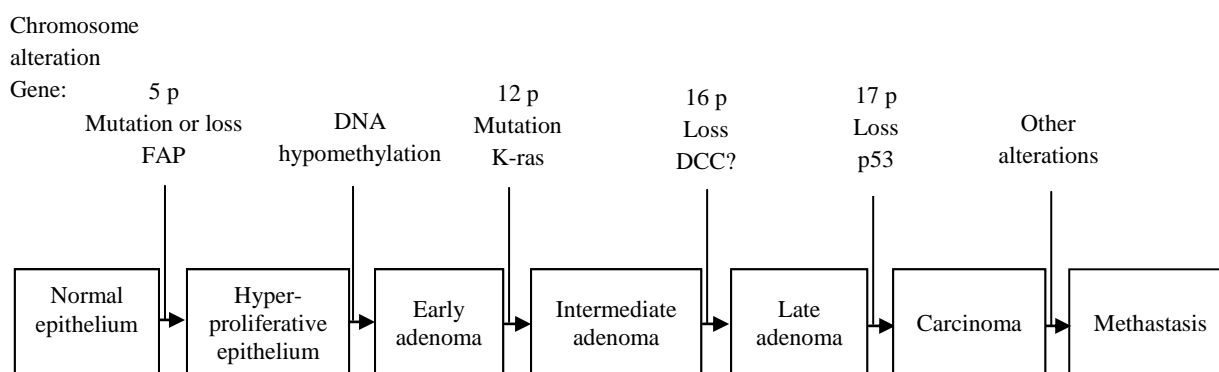 Chromosome
alteration
Gene:
5 p
Mutation or loss
FAP
DNA
hypomethylation
12 p
Mutation
K-ras
16 p
Loss
DCC?
17 p
Loss
p53
Other
alterations
Normal
epithelium
Hyper-
proliferative
epithelium
Early
adenoma
Intermediate
adenoma
Late
adenoma
Carcinoma
Methastasis